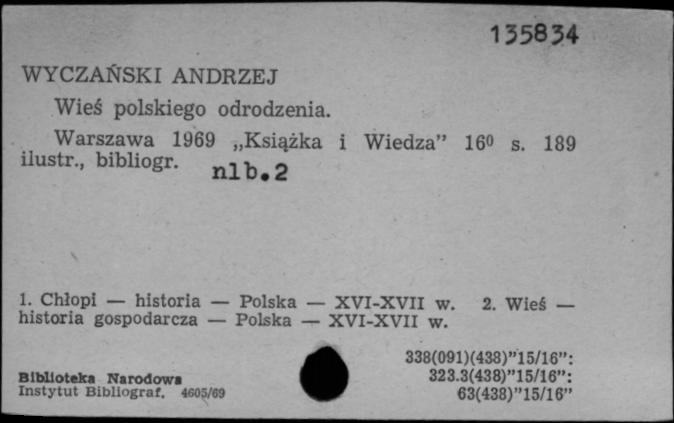 135834
WYCZAŃSKI ANDRZEJ
Wieś polskiego odrodzenia.
Warszawa 1969 „Książka i Wiedza” 16⁰ s. 189
ilustr., bibliogr. nlb.2
1. Chłopi — historia — Polska — XVI-XVII w. 2. Wieś —
historia gospodarcza — Polska — XVI-XVII w.
338(091)(438)”15/16”:
323.3(438)”15/16”:
63(438)”15/16”
Biblioteka Narodowa
Instytut Bibliograf. 4605/69